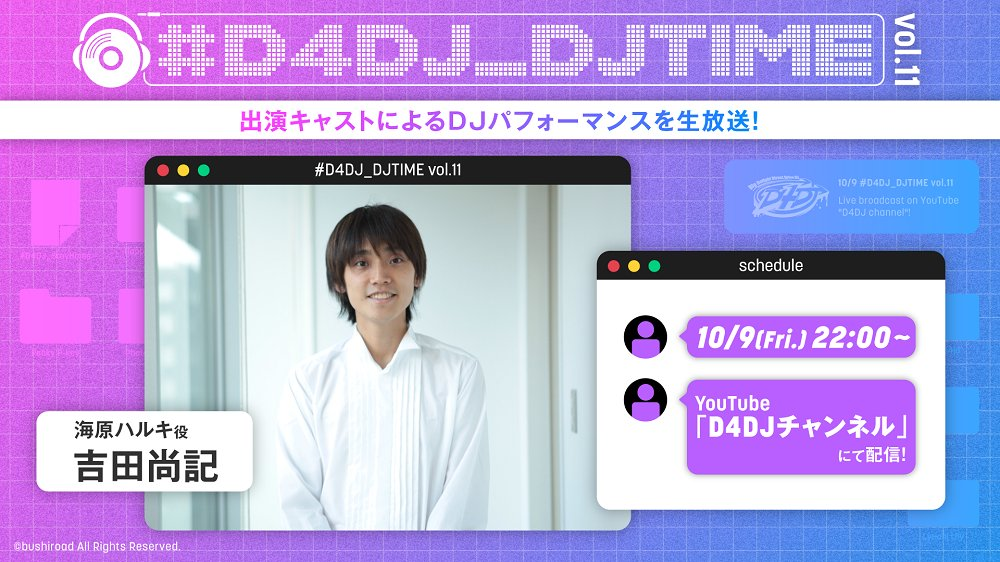 #D4DJ_DJTIME
vol.11
出演キャストによるDJパフォーマンスを生放送!
#D4DJ_DJTIME vol.11
D4DJ
10/9 #D4DJ_DJTIME vol.11
Live broadcast on YouTube
"D4DJ channel"!
schedule
10/9(Fri.) 22:00~
YouTube
「D4DJチャンネル」
にて配信!
海原ハルキ役
吉田尚記
©bushiroad All Rights Reserved.